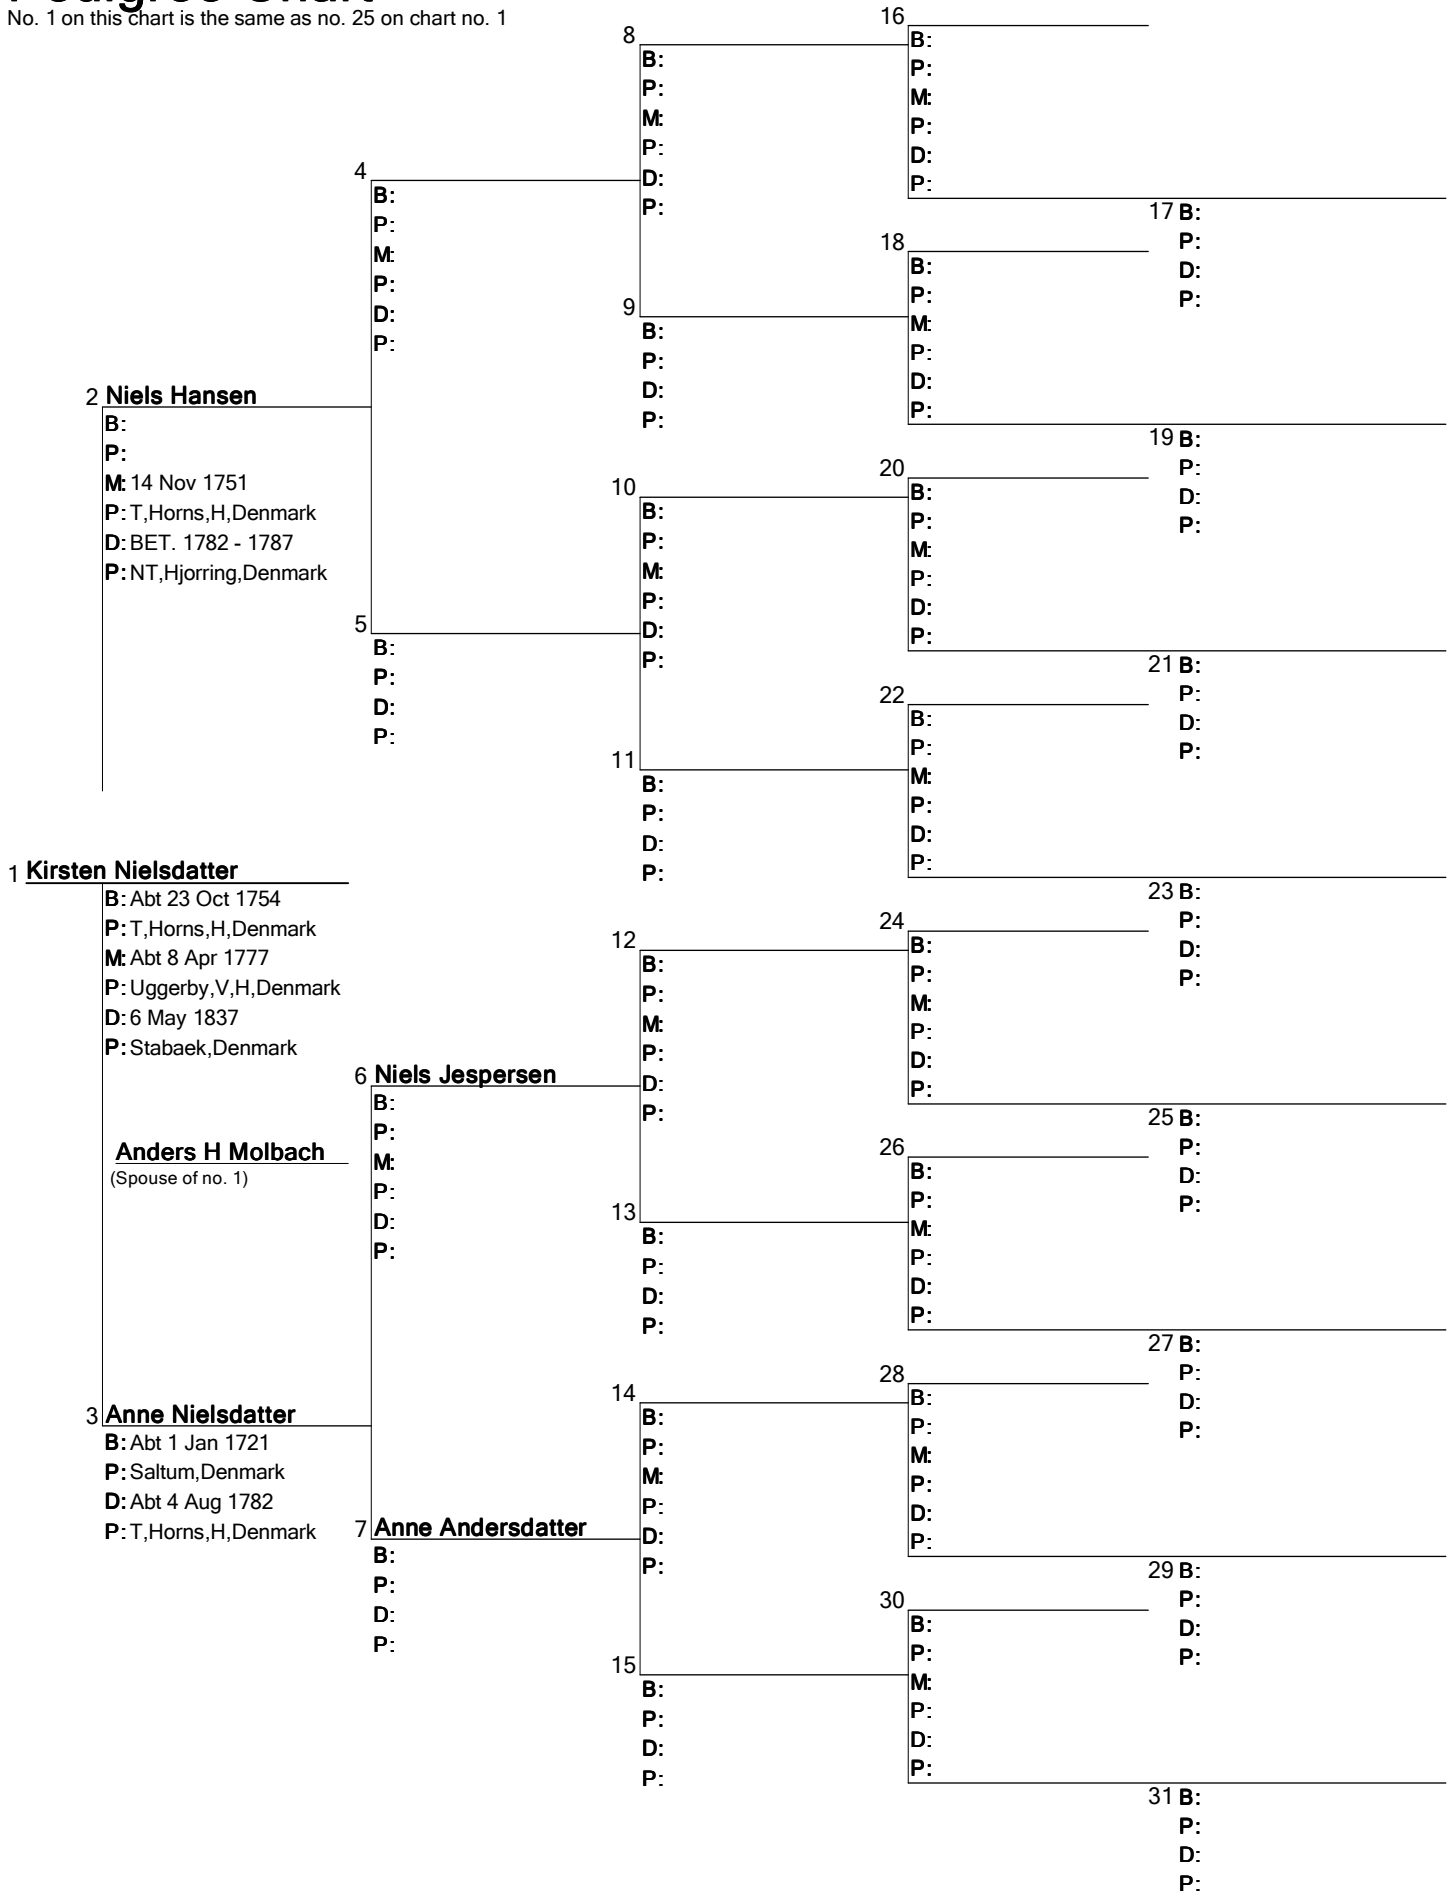 Pedigree Chart
No. 1 on this chart is the same as no. 25 on chart no. 1
1 Kirsten Nielsdatter
B: Abt 23 Oct 1754
P: T,Horns,H,Denmark
M: Abt 8 Apr 1777
P: Uggerby,V,H,Denmark
D: 6 May 1837
P: Stabaek,Denmark
Anders H Molbach
(Spouse of no. 1)
2 Niels Hansen
B:
P:
M: 14 Nov 1751
P: T,Horns,H,Denmark
D: BET. 1782 - 1787
P: NT,Hjorring,Denmark
3 Anne Nielsdatter
B: Abt 1 Jan 1721
P: Saltum,Denmark
D: Abt 4 Aug 1782
P: T,Horns,H,Denmark
4
B:
P:
M:
P:
D:
P:
5
B:
P:
D:
P:
6 Niels Jespersen
B:
P:
M:
P:
D:
P:
7 Anne Andersdatter
B:
P:
D:
P:
8
B:
P:
M:
P:
D:
P:
9
B:
P:
D:
P:
10
B:
P:
M:
P:
D:
P:
11
B:
P:
D:
P:
12
B:
P:
M:
P:
D:
P:
13
B:
P:
D:
P:
14
B:
P:
M:
P:
D:
P:
15
B:
P:
D:
P:
16
B:
P:
M:
P:
D:
P:
17 B:
P:
D:
P:
18
B:
P:
M:
P:
D:
P:
19 B:
P:
D:
P:
20
B:
P:
M:
P:
D:
P:
21 B:
P:
D:
P:
22
B:
P:
M:
P:
D:
P:
23 B:
P:
D:
P:
24
B:
P:
M:
P:
D:
P:
25 B:
P:
D:
P:
26
B:
P:
M:
P:
D:
P:
27 B:
P:
D:
P:
28
B:
P:
M:
P:
D:
P:
29 B:
P:
D:
P:
30
B:
P:
M:
P:
D:
P:
31 B:
P:
D:
P: